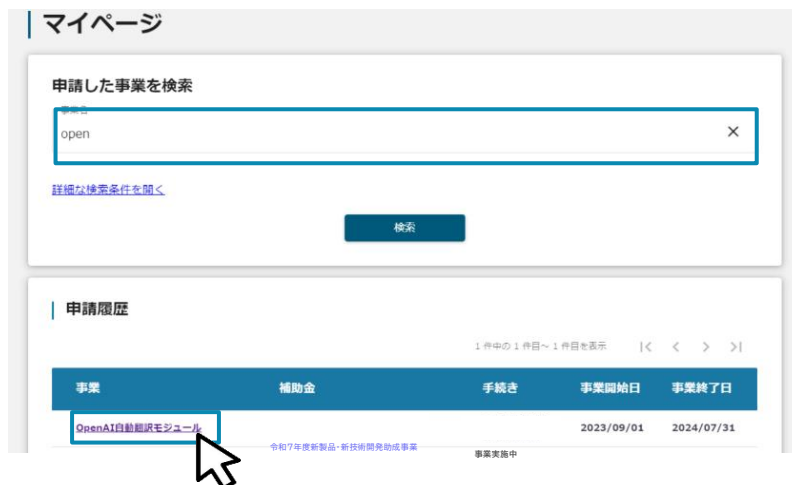 マイページ
申請した事業を検索
事業名
open ×
詳細な検索条件を開く
検索
申請履歴
1 件中の 1 件目～ 1 件目を表示 |< < > >|
事業 補助金 手続き 事業開始日 事業終了日
OpenAI自動翻訳モジュール 2023/09/01 2024/07/31
令和7年度新製品・新技術開発助成事業 事業実施中